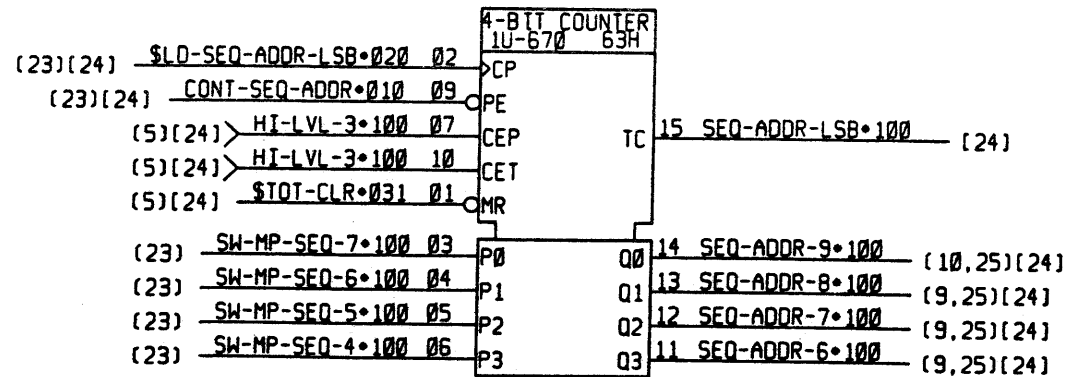 4-BIT COUNTER
1U-670 63H
(23)[24] $LD-SEQ-ADDR-LSB•020 02 CP
(23)[24] CONT-SEQ-ADDR•010 09 PE
(5)[24] HI-LVL-3•100 07 CEP TC 15 SEQ-ADDR-LSB•100 [24]
(5)[24] HI-LVL-3•100 10 CET
(5)[24] $TOT-CLR•031 01 MR
(23) SW-MP-SEQ-7•100 03 P0 Q0 14 SEQ-ADDR-9•100 (10,25)[24]
(23) SW-MP-SEQ-6•100 04 P1 Q1 13 SEQ-ADDR-8•100 (9,25)[24]
(23) SW-MP-SEQ-5•100 05 P2 Q2 12 SEQ-ADDR-7•100 (9,25)[24]
(23) SW-MP-SEQ-4•100 06 P3 Q3 11 SEQ-ADDR-6•100 (9,25)[24]